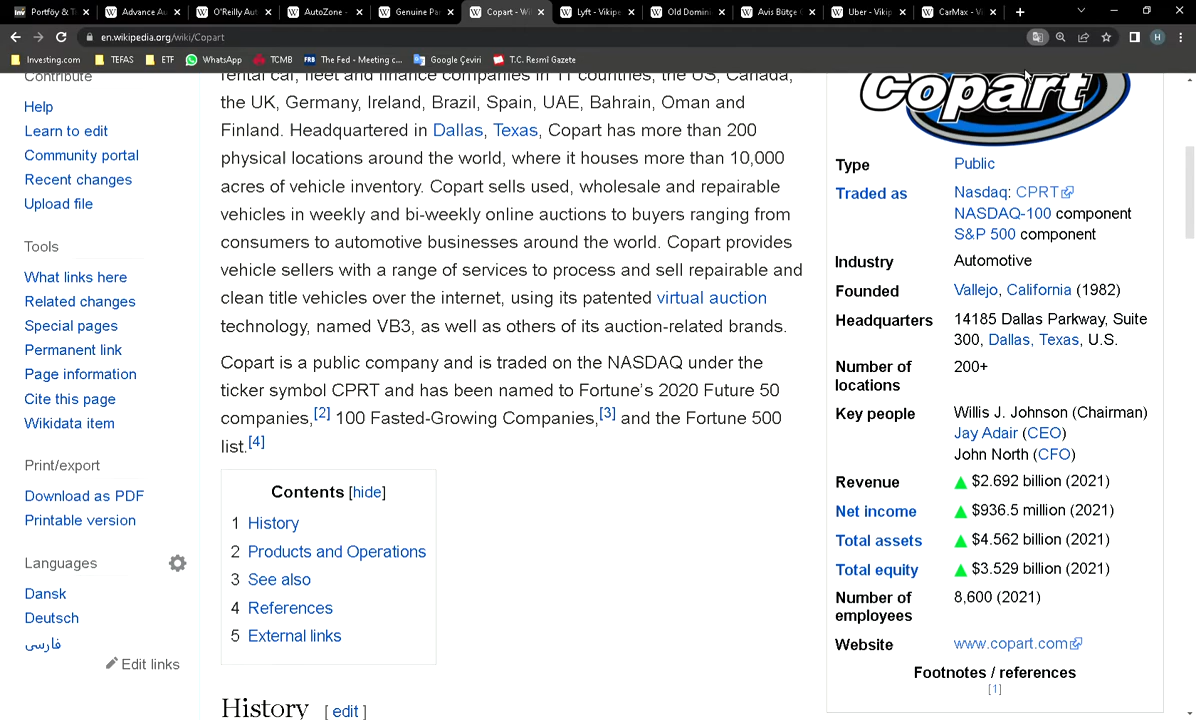 Portföy & T
Advance Au
O'Reilly Aut
AutoZone -
Genuine Pa
Copart - Wi
Lyft - Vikipe
Old Domini
Avis Bütçe
Uber - Vikip
CarMax - V
en.wikipedia.org/wiki/Copart
H
Investing.com
TEFAS
ETF
WhatsApp
TCMB
FRB The Fed - Meeting c...
Google Çeviri
T.C. Resmî Gazete
Contribute
Help
Learn to edit
Community portal
Recent changes
Upload file
Tools
What links here
Related changes
Special pages
Permanent link
Page information
Cite this page
Wikidata item
Print/export
Download as PDF
Printable version
Languages
Dansk
Deutsch
فارسی
Edit links
rental car, fleet and finance companies in 11 countries, the US, Canada,
the UK, Germany, Ireland, Brazil, Spain, UAE, Bahrain, Oman and
Finland. Headquartered in Dallas, Texas, Copart has more than 200
physical locations around the world, where it houses more than 10,000
acres of vehicle inventory. Copart sells used, wholesale and repairable
vehicles in weekly and bi-weekly online auctions to buyers ranging from
consumers to automotive businesses around the world. Copart provides
vehicle sellers with a range of services to process and sell repairable and
clean title vehicles over the internet, using its patented virtual auction
technology, named VB3, as well as others of its auction-related brands.
Copart is a public company and is traded on the NASDAQ under the
ticker symbol CPRT and has been named to Fortune's 2020 Future 50
companies,[2] 100 Fasted-Growing Companies,[3] and the Fortune 500
list.[4]
Contents [hide]
1 History
2 Products and Operations
3 See also
4 References
5 External links
History [ edit ]
Copart
Type Public
Traded as Nasdaq: CPRT
NASDAQ-100 component
S&P 500 component
Industry Automotive
Founded Vallejo, California (1982)
Headquarters 14185 Dallas Parkway, Suite
300, Dallas, Texas, U.S.
Number of locations 200+
Key people Willis J. Johnson (Chairman)
Jay Adair (CEO)
John North (CFO)
Revenue ▲ $2.692 billion (2021)
Net income ▲ $936.5 million (2021)
Total assets ▲ $4.562 billion (2021)
Total equity ▲ $3.529 billion (2021)
Number of employees 8,600 (2021)
Website www.copart.com
Footnotes / references
[1]